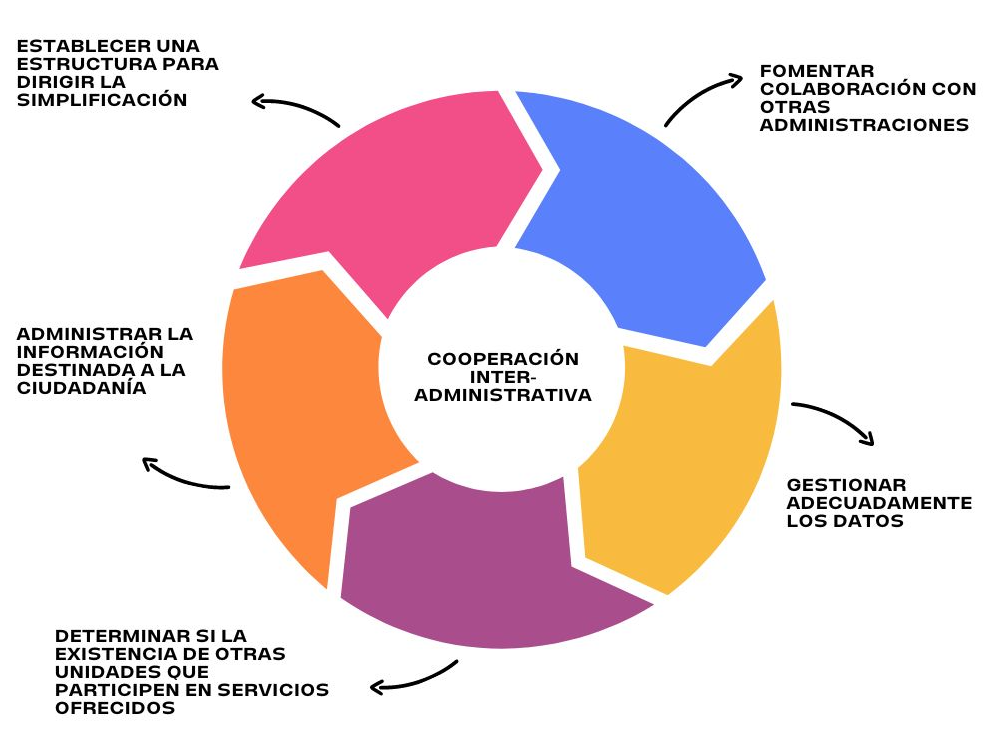 ESTABLECER UNA
ESTRUCTURA PARA
DIRIGIR LA
SIMPLIFICACIÓN
FOMENTAR
COLABORACIÓN CON
OTRAS
ADMINISTRACIONES
ADMINISTRAR LA
INFORMACIÓN
DESTINADA A LA
CIUDADANÍA
COOPERACIÓN
INTER-
ADMINISTRATIVA
GESTIONAR
ADECUADAMENTE
LOS DATOS
DETERMINAR SI LA
EXISTENCIA DE OTRAS
UNIDADES QUE
PARTICIPEN EN SERVICIOS
OFRECIDOS